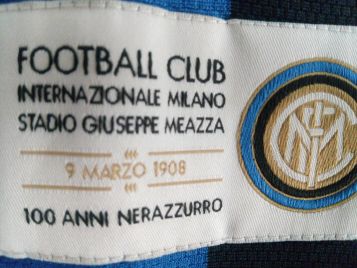 FOOTBALL CLUB
INTERNAZIONALE MILANO
STADIO GIUSEPPE MEAZZA
9 MARZO 1908
100 ANNI NERAZZURRO